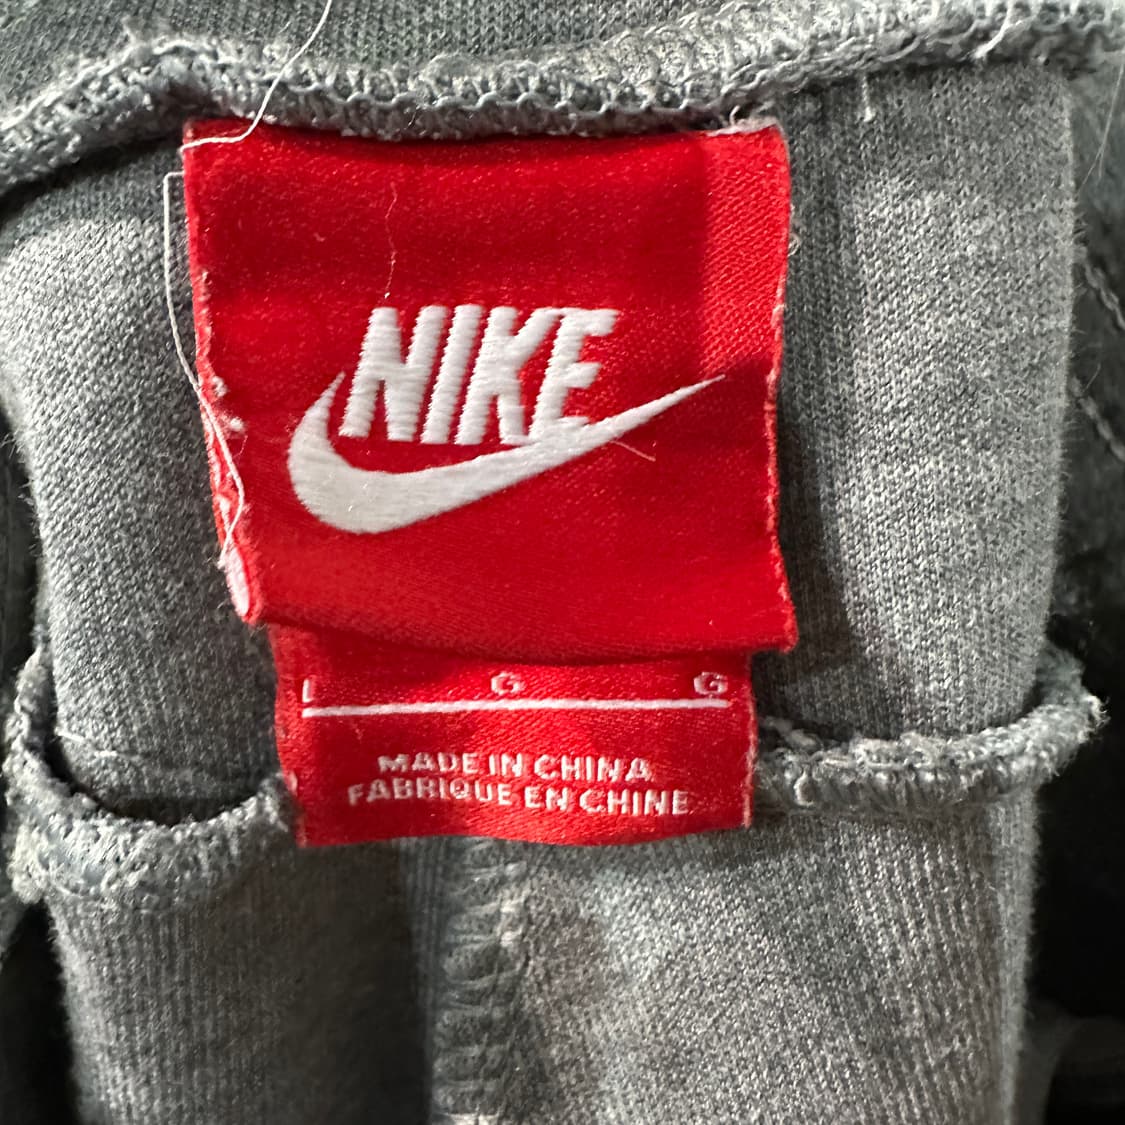 NIKE
L G G
MADE IN CHINA
FABRIQUE EN CHINE